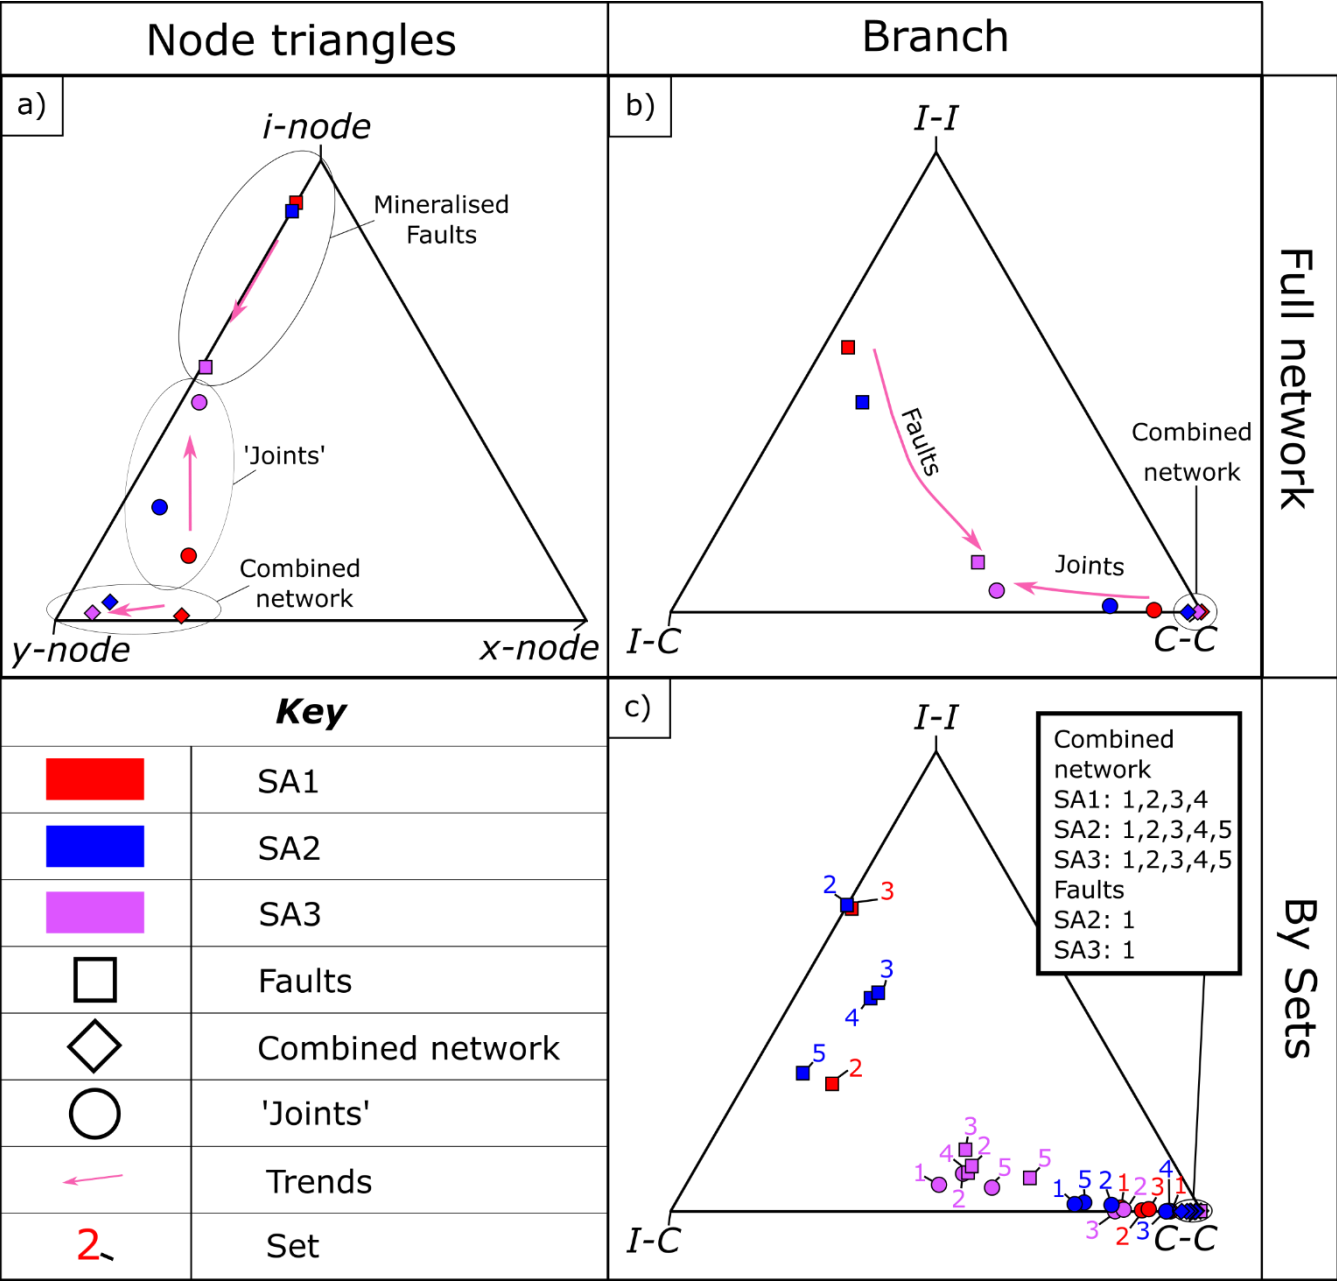 Node triangles
Branch
a)
i-node
Mineralised
Faults
'Joints'
Combined
network
y-node
x-node
b)
I-I
Faults
Combined
network
Joints
I-C
C-C
Full network
Key
SA1
SA2
SA3
Faults
Combined network
'Joints'
Trends
2
Set
c)
I-I
Combined
network
SA1: 1,2,3,4
SA2: 1,2,3,4,5
SA3: 1,2,3,4,5
Faults
SA2: 1
SA3: 1
2
3
3
4
5
2
3
4
2
1
2
5
5
1
5
2
1
2
3
4
1
3
2
3
I-C
C-C
By Sets